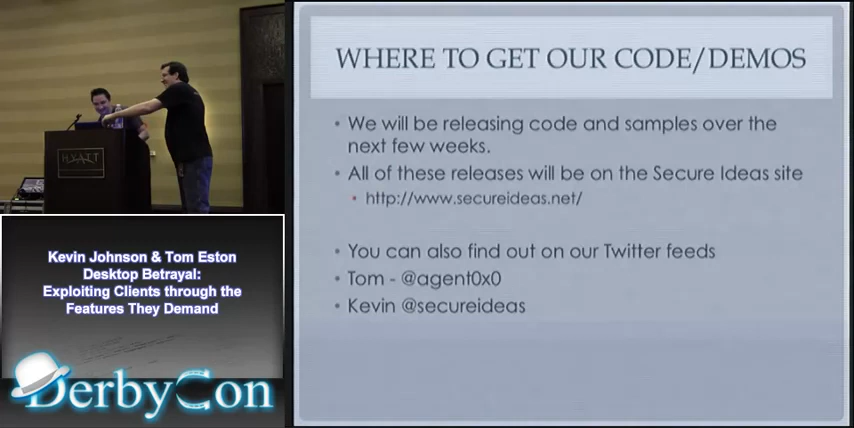 HYATT
Kevin Johnson & Tom Eston
Desktop Betrayal:
Exploiting Clients through the
Features They Demand
DerbyCon
WHERE TO GET OUR CODE/DEMOS
• We will be releasing code and samples over the
next few weeks.
• All of these releases will be on the Secure Ideas site
• http://www.secureideas.net/
• You can also find out on our Twitter feeds
• Tom - @agent0x0
• Kevin @secureideas